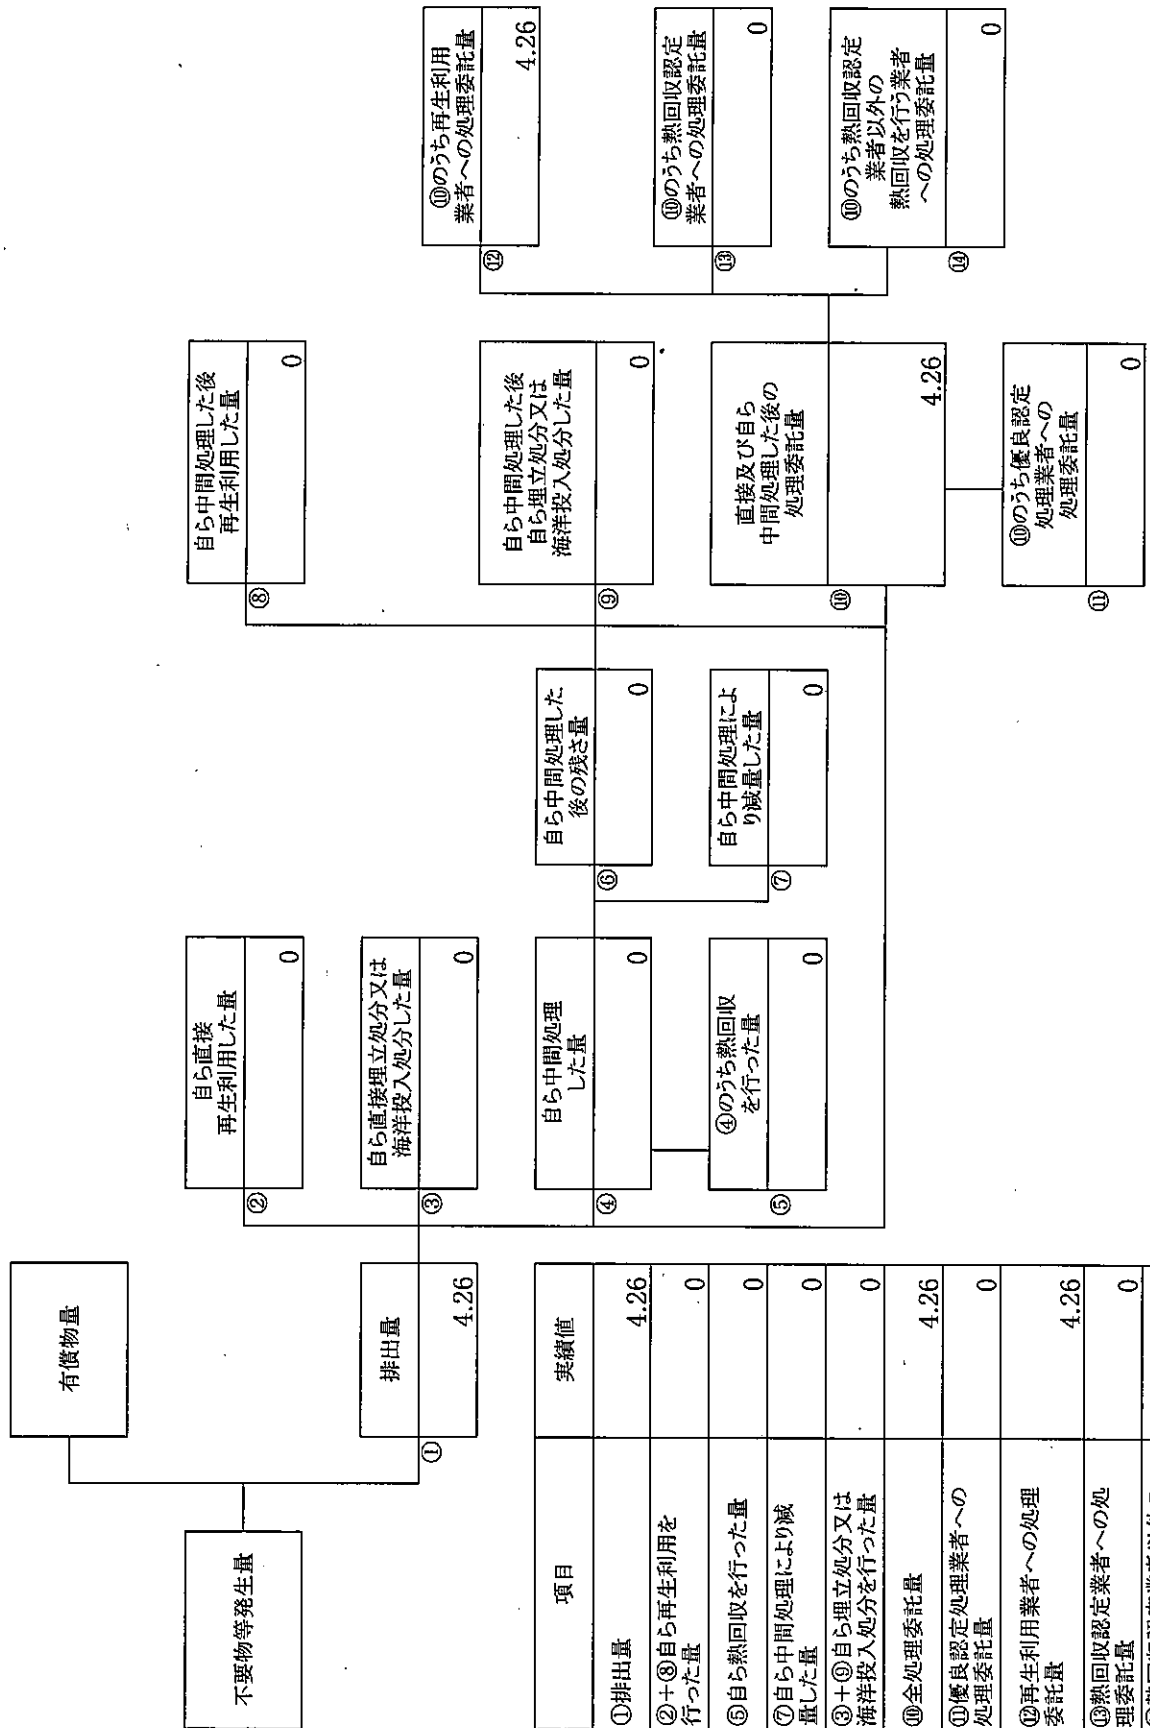 不要物等発生量
有償物量
①
排出量
4.26
②
自ら直接
再生利用した量
0
③
自ら直接埋立処分又は
海洋投入処分した量
0
④
自ら中間処理
した量
0
⑤
④のうち熱回収
を行った量
0
⑥
自ら中間処理した
後の残さ量
0
⑦
自ら中間処理によ
り減量した量
0
⑧
自ら中間処理した後
再生利用した量
0
⑨
自ら中間処理した後
自ら埋立処分又は
海洋投入処分した量
0
⑩
直接及び自ら
中間処理した後の
処理委託量
4.26
⑪
⑩のうち優良認定
処理業者への
処理委託量
0
⑫
⑩のうち再生利用
業者への処理委託量
4.26
⑬
⑩のうち熱回収認定
業者への処理委託量
0
⑭
⑩のうち熱回収認定
業者以外の
熱回収を行う業者
への処理委託量
0
項目 実績値
①排出量 4.26
②+⑧自ら再生利用を
行った量 0
⑤自ら熱回収を行った量 0
⑦自ら中間処理により減
量した量 0
③+⑨自ら埋立処分又は
海洋投入処分を行った量 0
⑩全処理委託量 4.26
⑪優良認定処理業者への
処理委託量 0
⑫再生利用業者への処理
委託量 4.26
⑬熱回収認定業者への処
理委託量 0